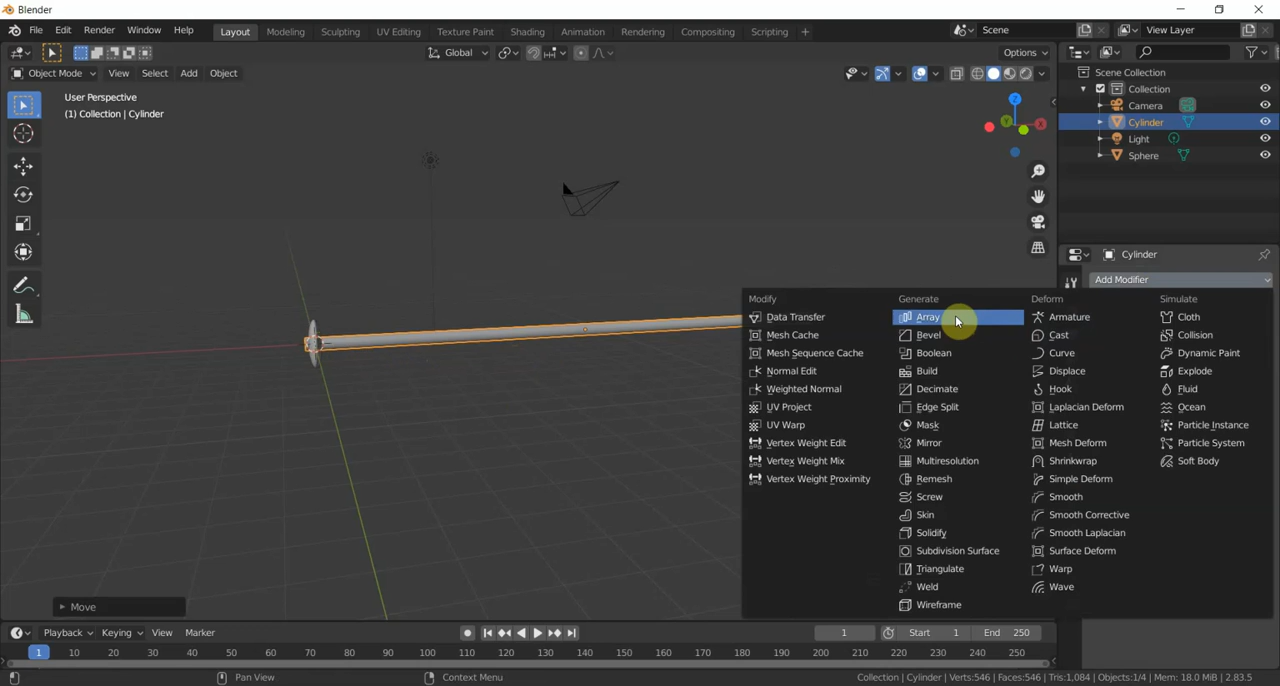 Blender
File Edit Render Window Help Layout Modeling Sculpting UV Editing Texture Paint Shading Animation Rendering Compositing Scripting + Scene View Layer
Global Options
Object Mode View Select Add Object
User Perspective
(1) Collection | Cylinder
Z
X
Y
Scene Collection
Collection
Camera
Cylinder
Light
Sphere
Cylinder
Add Modifier
Modify Generate Deform Simulate
Data Transfer Array Armature Cloth
Mesh Cache Bevel Cast Collision
Mesh Sequence Cache Boolean Curve Dynamic Paint
Normal Edit Build Displace Explode
Weighted Normal Decimate Hook Fluid
UV Project Edge Split Laplacian Deform Ocean
UV Warp Mask Lattice Particle Instance
Vertex Weight Edit Mirror Mesh Deform Particle System
Vertex Weight Mix Multiresolution Shrinkwrap Soft Body
Vertex Weight Proximity Remesh Simple Deform
Screw Smooth
Skin Smooth Corrective
Solidify Smooth Laplacian
Subdivision Surface Surface Deform
Triangulate Warp
Weld Wave
Wireframe
Move
Playback Keying View Marker 1 Start 1 End 250
1 10 20 30 40 50 60 70 80 90 100 110 120 130 140 150 160 170 180 190 200 210 220 230 240 250
Pan View Context Menu Collection | Cylinder | Verts:546 | Faces:546 | Tris:1,084 | Objects:1/4 | Mem: 18.0 MiB | 2.83.5